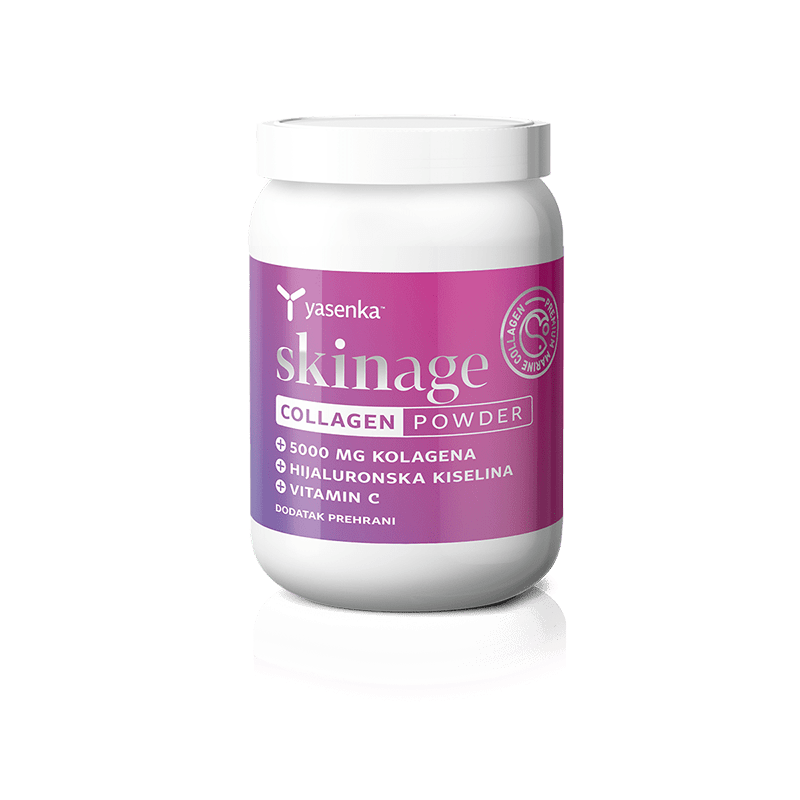 yasenka™
skinage
COLLAGEN POWDER
5000 MG KOLAGENA
HIJALURONSKA KISELINA
VITAMIN C
DODATAK PREHRANI
PREMIUM MARINE COLLAGEN